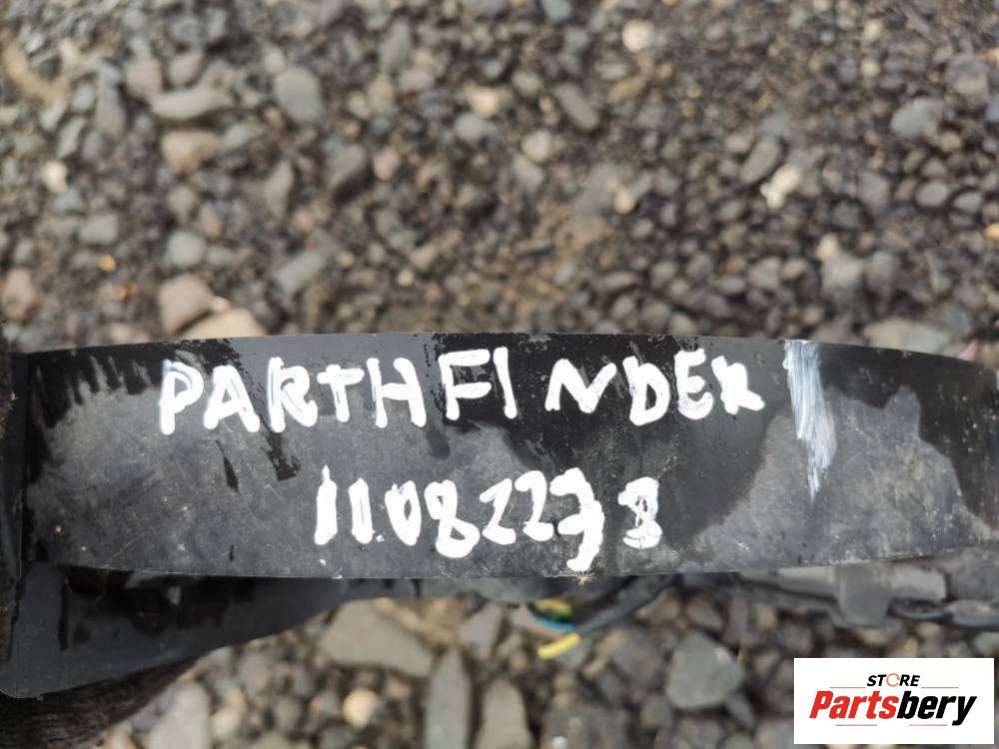 PARTHFINDER
11082273
STORE
Partsbery